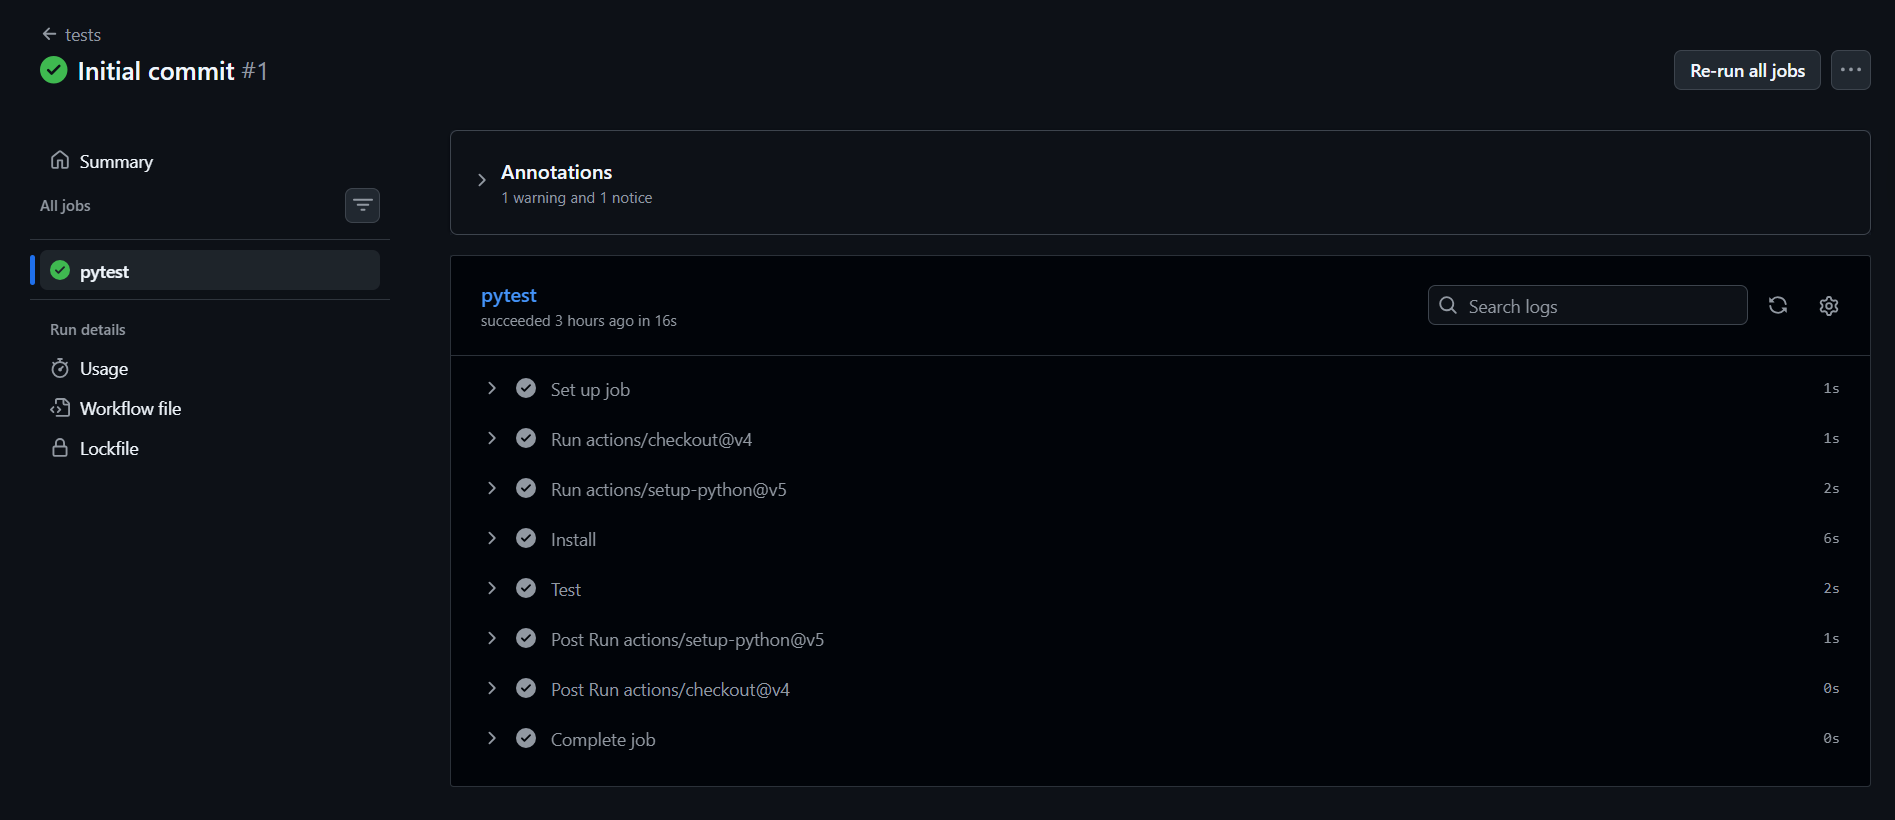 tests
Initial commit #1
Re-run all jobs
Summary
All jobs
pytest
Run details
Usage
Workflow file
Lockfile
Annotations
1 warning and 1 notice
pytest
succeeded 3 hours ago in 16s
Search logs
Set up job 1s
Run actions/checkout@v4 1s
Run actions/setup-python@v5 2s
Install 6s
Test 2s
Post Run actions/setup-python@v5 1s
Post Run actions/checkout@v4 0s
Complete job 0s